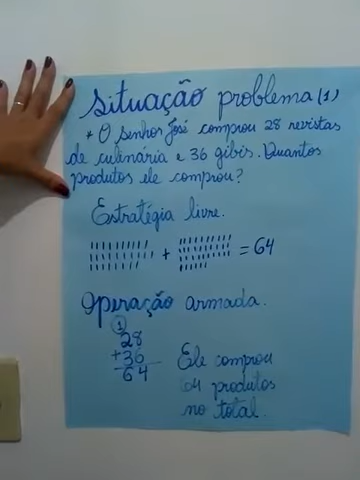 Situação problema (1)
* O senhor José comprou 28 revistas
de culinária e 36 gibis. Quantos
produtos ele comprou?
Estratégia livre.
+ = 64
Operação armada.
1
28
+36
64
Ele comprou
64 produtos
no total.